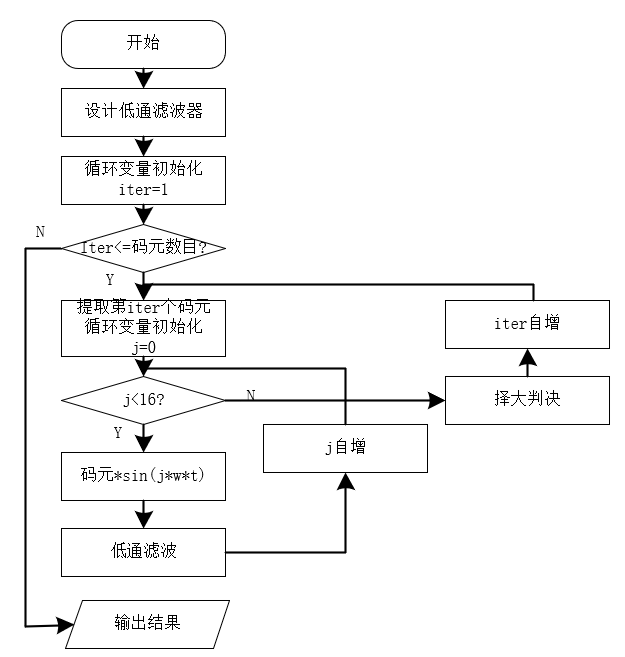 开始
设计低通滤波器
循环变量初始化
iter=1
N
Iter<=码元数目?
Y
提取第iter个码元
循环变量初始化
j=0
iter自增
j<16?
N
择大判决
Y
j自增
码元*sin(j*w*t)
低通滤波
输出结果